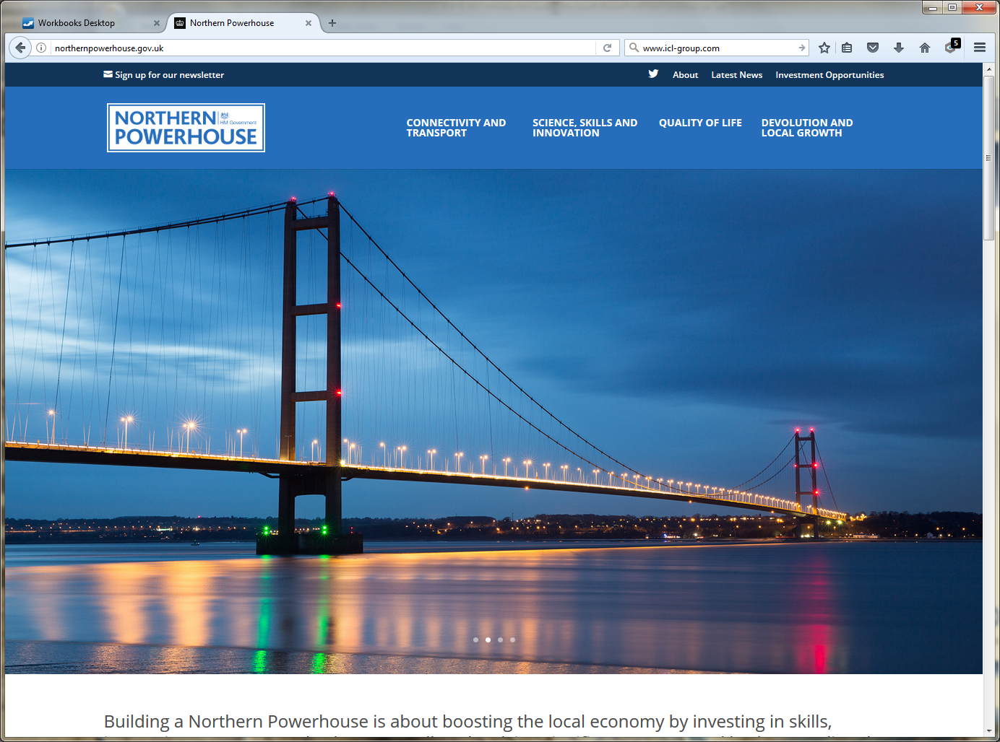 Workbooks Desktop
Northern Powerhouse
northernpowerhouse.gov.uk
www.icl-group.com
5
Sign up for our newsletter
About
Latest News
Investment Opportunities
NORTHERN
HM Government
POWERHOUSE
CONNECTIVITY AND
TRANSPORT
SCIENCE, SKILLS AND
INNOVATION
QUALITY OF LIFE
DEVOLUTION AND
LOCAL GROWTH
Building a Northern Powerhouse is about boosting the local economy by investing in skills,